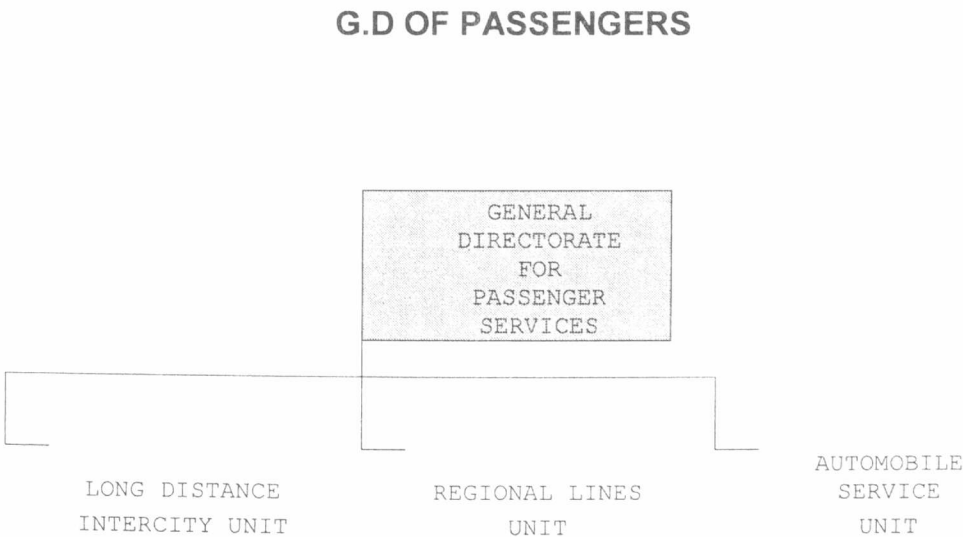 G.D OF PASSENGERS
GENERAL
DIRECTORATE
FOR
PASSENGER
SERVICES
LONG DISTANCE
INTERCITY UNIT
REGIONAL LINES
UNIT
AUTOMOBILE
SERVICE
UNIT